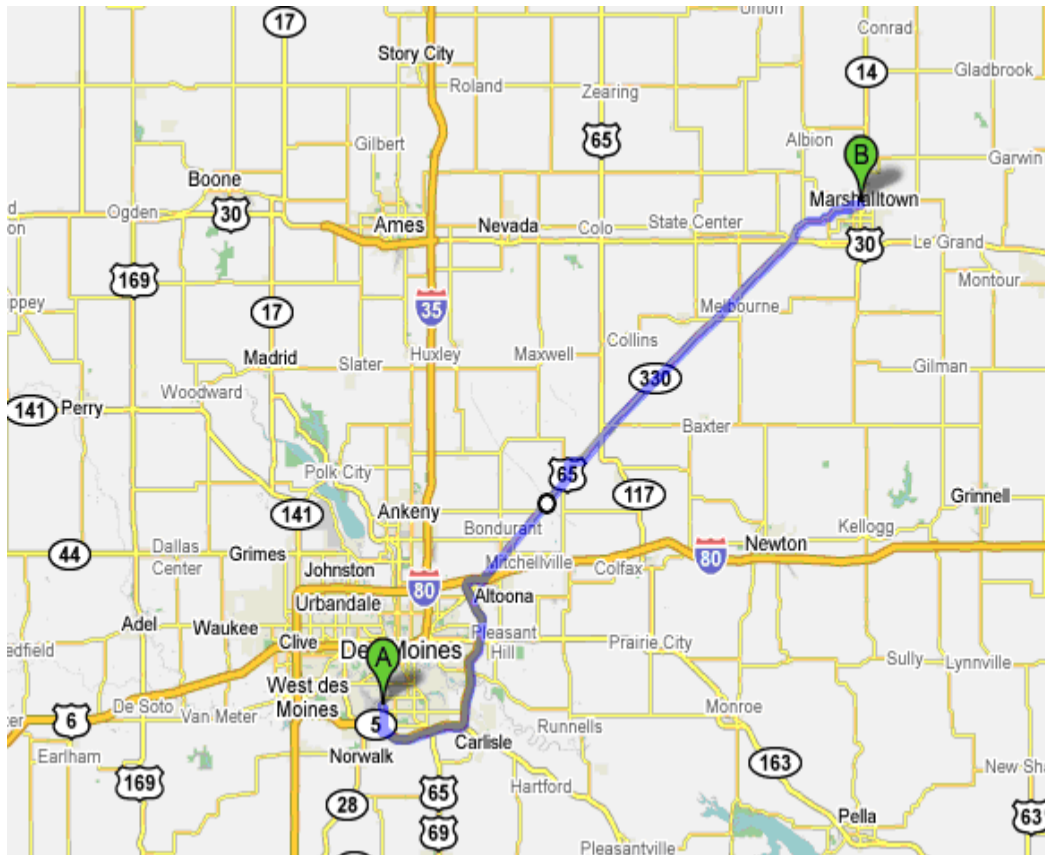 Union
17
Conrad
Story City
14
Gladbrook
Roland
Zearing
65
Albion
Gilbert
B
Garwin
Boone
Marshalltown
Ogden
30
Ames
Nevada
Colo
State Center
30
Le Grand
169
Montour
35
Melbourne
17
Collins
Madrid
Slater
Huxley
Maxwell
330
Gilman
Woodward
141
Perry
Baxter
Polk City
65
117
Grinnell
141
Ankeny
Bondurant
Kellogg
44
Dallas
Center
Grimes
Newton
Mitchellville
80
Johnston
Colfax
80
Urbandale
Altoona
Adel
Waukee
Pleasant
Hill
Clive
Prairie City
Des Moines
A
Sully
Lynnville
West des
Moines
De Soto
Monroe
6
Van Meter
5
Runnells
Earlham
Norwalk
Carlisle
163
169
Hartford
65
28
Pella
63
69
Pleasantville